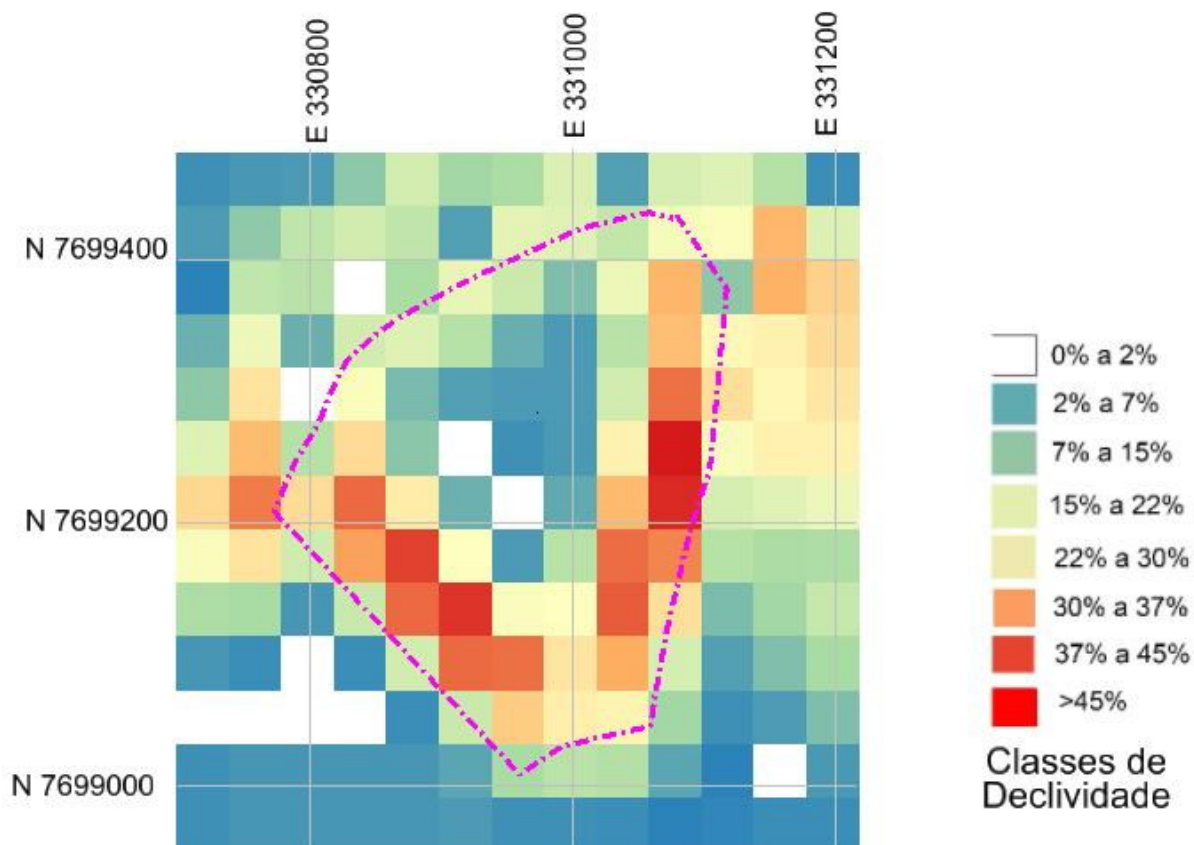 E 330800
E 331000
E 331200
N 7699400
N 7699200
N 7699000
0% a 2%
2% a 7%
7% a 15%
15% a 22%
22% a 30%
30% a 37%
37% a 45%
>45%
Classes de
Declividade